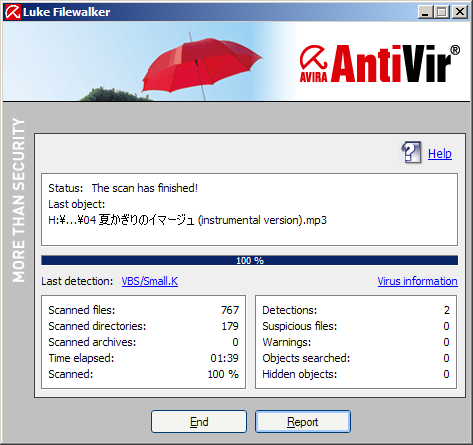 Luke Filewalker
AVIRA AntiVir®
MORE THAN SECURITY
? Help
Status: The scan has finished!
Last object:
H:¥...¥04 夏かぎりのイマージュ (instrumental version).mp3
100 %
Last detection: VBS/Small.K Virus information
Scanned files: 767
Scanned directories: 179
Scanned archives: 0
Time elapsed: 01:39
Scanned: 100 %
Detections: 2
Suspicious files: 0
Warnings: 0
Objects searched: 0
Hidden objects: 0
End Report